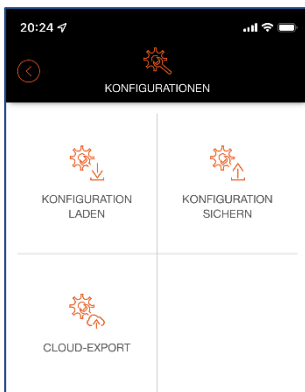 20:24
KONFIGURATIONEN
KONFIGURATION
LADEN
KONFIGURATION
SICHERN
CLOUD-EXPORT